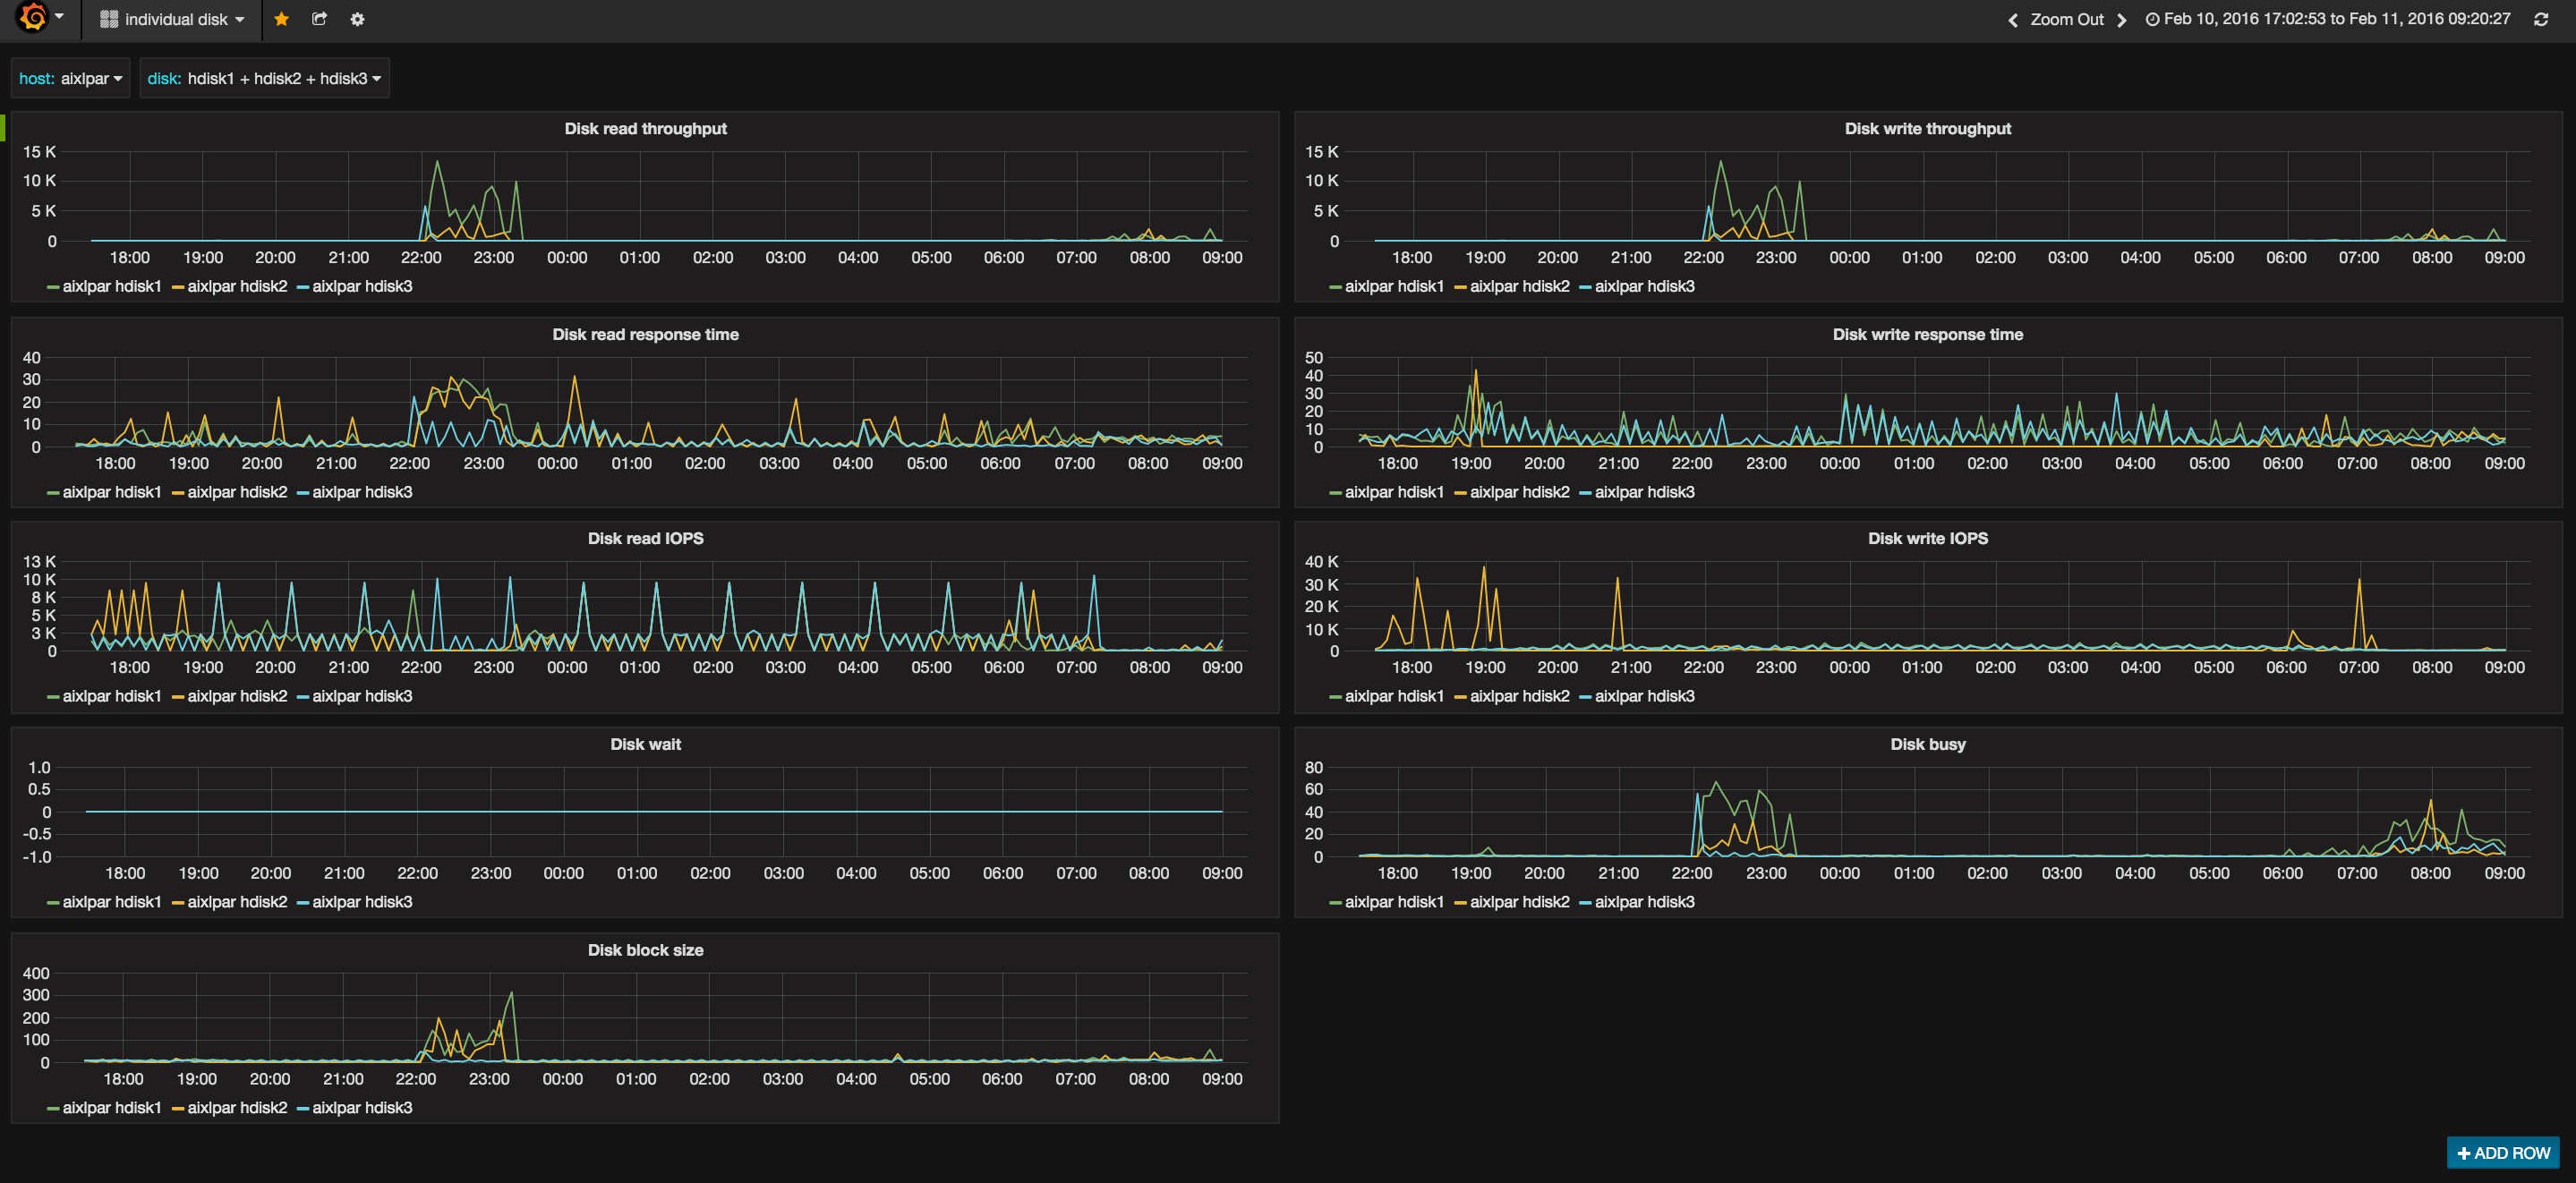 individual disk
Zoom Out Feb 10, 2016 17:02:53 to Feb 11, 2016 09:20:27
host: aixlpar disk: hdisk1 + hdisk2 + hdisk3
Disk read throughput
15 K
10 K
5 K
0
18:00 19:00 20:00 21:00 22:00 23:00 00:00 01:00 02:00 03:00 04:00 05:00 06:00 07:00 08:00 09:00
aixlpar hdisk1 aixlpar hdisk2 aixlpar hdisk3
Disk write throughput
15 K
10 K
5 K
0
18:00 19:00 20:00 21:00 22:00 23:00 00:00 01:00 02:00 03:00 04:00 05:00 06:00 07:00 08:00 09:00
aixlpar hdisk1 aixlpar hdisk2 aixlpar hdisk3
Disk read response time
40
30
20
10
0
18:00 19:00 20:00 21:00 22:00 23:00 00:00 01:00 02:00 03:00 04:00 05:00 06:00 07:00 08:00 09:00
aixlpar hdisk1 aixlpar hdisk2 aixlpar hdisk3
Disk write response time
50
40
30
20
10
0
18:00 19:00 20:00 21:00 22:00 23:00 00:00 01:00 02:00 03:00 04:00 05:00 06:00 07:00 08:00 09:00
aixlpar hdisk1 aixlpar hdisk2 aixlpar hdisk3
Disk read IOPS
13 K
10 K
8 K
5 K
3 K
0
18:00 19:00 20:00 21:00 22:00 23:00 00:00 01:00 02:00 03:00 04:00 05:00 06:00 07:00 08:00 09:00
aixlpar hdisk1 aixlpar hdisk2 aixlpar hdisk3
Disk write IOPS
40 K
30 K
20 K
10 K
0
18:00 19:00 20:00 21:00 22:00 23:00 00:00 01:00 02:00 03:00 04:00 05:00 06:00 07:00 08:00 09:00
aixlpar hdisk1 aixlpar hdisk2 aixlpar hdisk3
Disk wait
1.0
0.5
0
-0.5
-1.0
18:00 19:00 20:00 21:00 22:00 23:00 00:00 01:00 02:00 03:00 04:00 05:00 06:00 07:00 08:00 09:00
aixlpar hdisk1 aixlpar hdisk2 aixlpar hdisk3
Disk busy
80
60
40
20
0
18:00 19:00 20:00 21:00 22:00 23:00 00:00 01:00 02:00 03:00 04:00 05:00 06:00 07:00 08:00 09:00
aixlpar hdisk1 aixlpar hdisk2 aixlpar hdisk3
Disk block size
400
300
200
100
0
18:00 19:00 20:00 21:00 22:00 23:00 00:00 01:00 02:00 03:00 04:00 05:00 06:00 07:00 08:00 09:00
aixlpar hdisk1 aixlpar hdisk2 aixlpar hdisk3
+ ADD ROW